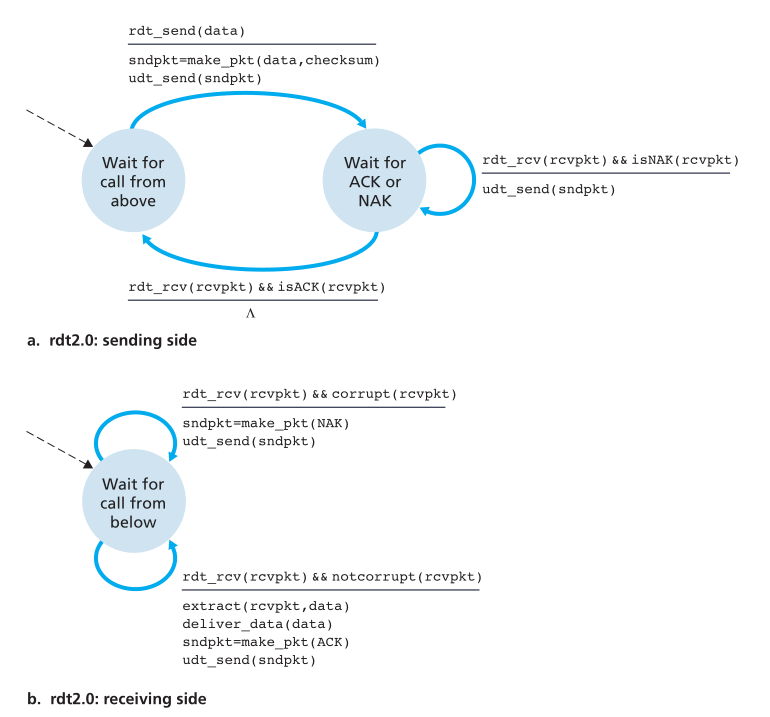 rdt_send(data)
sndpkt=make_pkt(data,checksum)
udt_send(sndpkt)
Wait for
call from
above
Wait for
ACK or
NAK
rdt_rcv(rcvpkt) && isNAK(rcvpkt)
udt_send(sndpkt)
rdt_rcv(rcvpkt) && isACK(rcvpkt)
Λ
a. rdt2.0: sending side
rdt_rcv(rcvpkt) && corrupt(rcvpkt)
sndpkt=make_pkt(NAK)
udt_send(sndpkt)
Wait for
call from
below
rdt_rcv(rcvpkt) && notcorrupt(rcvpkt)
extract(rcvpkt,data)
deliver_data(data)
sndpkt=make_pkt(ACK)
udt_send(sndpkt)
b. rdt2.0: receiving side